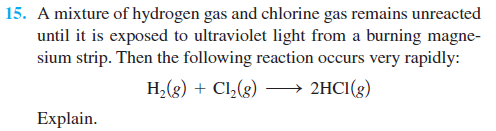 15. A mixture of hydrogen gas and chlorine gas remains unreacted
until it is exposed to ultraviolet light from a burning magne-
sium strip. Then the following reaction occurs very rapidly:
H₂(g) + Cl₂(g) ⟶ 2HCl(g)
Explain.